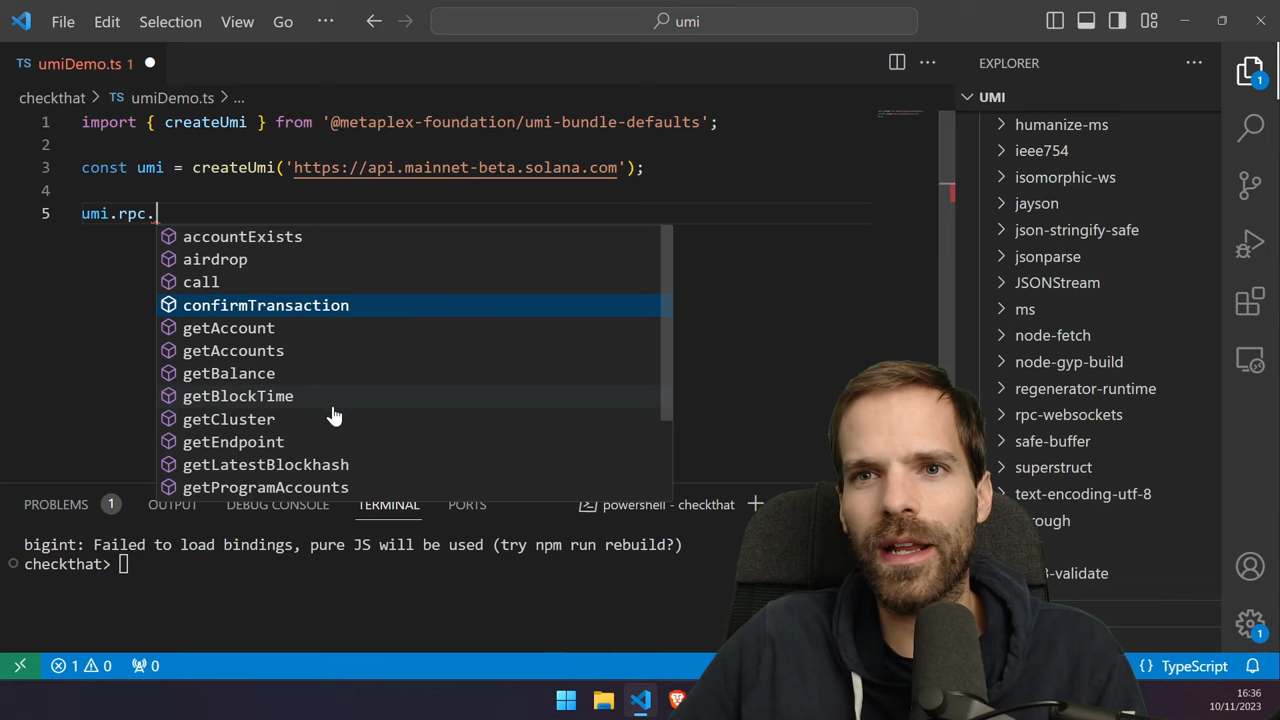 File Edit Selection View Go ··· umi
TS umiDemo.ts 1
EXPLORER
checkthat > TS umiDemo.ts > ...
UMI
1 import { createUmi } from '@metaplex-foundation/umi-bundle-defaults';
2
3 const umi = createUmi('https://api.mainnet-beta.solana.com');
4
5 umi.rpc.
accountExists
airdrop
call
confirmTransaction
getAccount
getAccounts
getBalance
getBlockTime
getCluster
getEndpoint
getLatestBlockhash
getProgramAccounts
humanize-ms
ieee754
isomorphic-ws
jayson
json-stringify-safe
jsonparse
JSONStream
ms
node-fetch
node-gyp-build
regenerator-runtime
rpc-websockets
safe-buffer
superstruct
text-encoding-utf-8
rough
3-validate
1
1
PROBLEMS 1 OUTPUT DEBUG CONSOLE TERMINAL PORTS powershell - checkthat
bigint: Failed to load bindings, pure JS will be used (try npm run rebuild?)
checkthat>
1 0 0 {} TypeScript
16:36
10/11/2023